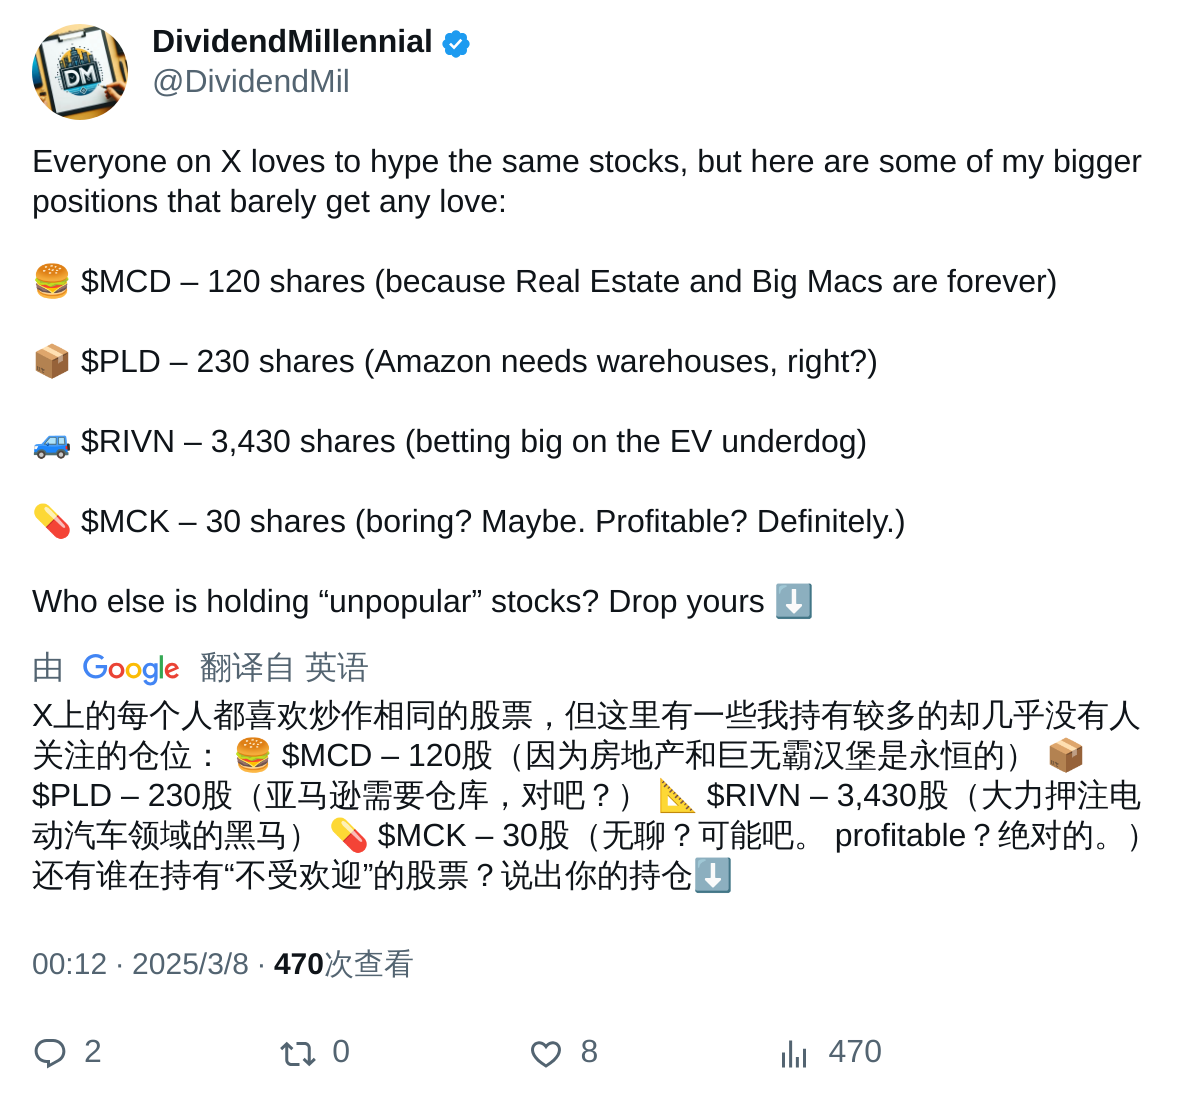 DM
DividendMillennial
@DividendMil
Everyone on X loves to hype the same stocks, but here are some of my bigger
positions that barely get any love:
🍔 $MCD – 120 shares (because Real Estate and Big Macs are forever)
📦 $PLD – 230 shares (Amazon needs warehouses, right?)
🚙 $RIVN – 3,430 shares (betting big on the EV underdog)
💊 $MCK – 30 shares (boring? Maybe. Profitable? Definitely.)
Who else is holding “unpopular” stocks? Drop yours ⬇️
由 Google 翻译自 英语
X上的每个人都喜欢炒作相同的股票，但这里有一些我持有较多的却几乎没有人
关注的仓位： 🍔 $MCD – 120股（因为房地产和巨无霸汉堡是永恒的） 📦
$PLD – 230股（亚马逊需要仓库，对吧？） 📐 $RIVN – 3,430股（大力押注电
动汽车领域的黑马） 💊 $MCK – 30股（无聊？可能吧。 profitable？绝对的。）
还有谁在持有“不受欢迎”的股票？说出你的持仓⬇️
00:12 · 2025/3/8 · 470次查看
2 0 8 470